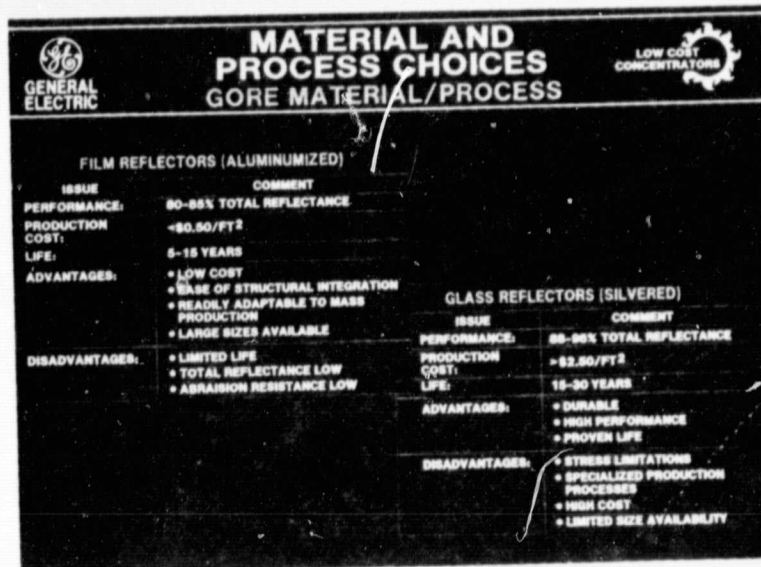 GENERAL
ELECTRIC
MATERIAL AND
PROCESS CHOICES
GORE MATERIAL/PROCESS
LOW COST
CONCENTRATORS
FILM REFLECTORS (ALUMINUMIZED)
ISSUE COMMENT
PERFORMANCE: 80-85% TOTAL REFLECTANCE
PRODUCTION COST: <$0.50/FT2
LIFE: 5-15 YEARS
ADVANTAGES: • LOW COST
• EASE OF STRUCTURAL INTEGRATION
• READILY ADAPTABLE TO MASS
PRODUCTION
• LARGE SIZES AVAILABLE
DISADVANTAGES: • LIMITED LIFE
• TOTAL REFLECTANCE LOW
• ABRAISION RESISTANCE LOW
GLASS REFLECTORS (SILVERED)
ISSUE COMMENT
PERFORMANCE: 88-96% TOTAL REFLECTANCE
PRODUCTION COST: >$2.50/FT2
LIFE: 15-30 YEARS
ADVANTAGES: • DURABLE
• HIGH PERFORMANCE
• PROVEN LIFE
DISADVANTAGES: • STRESS LIMITATIONS
• SPECIALIZED PRODUCTION
PROCESSES
• HIGH COST
• LIMITED SIZE AVAILABILITY